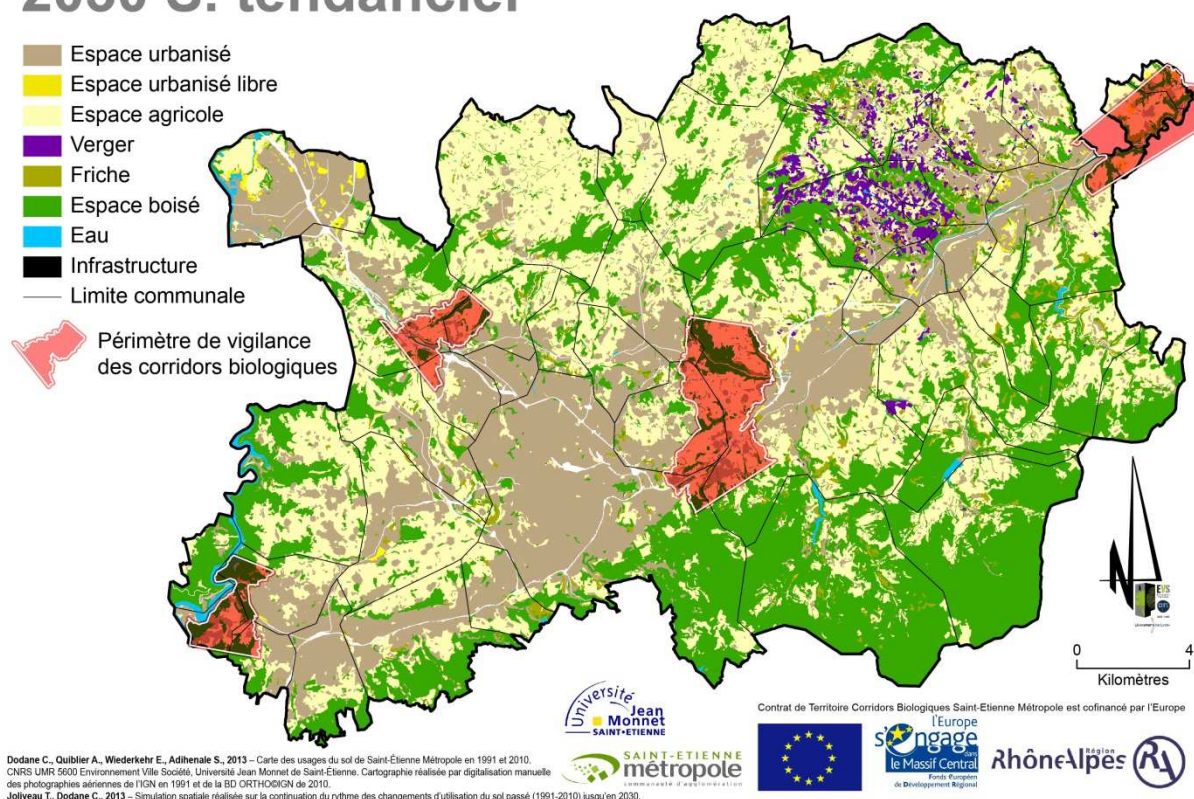 2030 S. tendanciel
Espace urbanisé
Espace urbanisé libre
Espace agricole
Verger
Friche
Espace boisé
Eau
Infrastructure
Limite communale
Périmètre de vigilance
des corridors biologiques
0 4
Kilomètres
Université
Jean
Monnet
SAINT-ETIENNE
SAINT-ETIENNE
métropole
communauté d'agglomération
Contrat de Territoire Corridors Biologiques Saint-Etienne Métropole est cofinancé par l'Europe
l'Europe
s'engage
dans
le Massif Central
Fonds Européen
de Développement Régional
RhôneAlpes Région
RA
EVS
Dodane C., Quiblier A., Wiederkehr E., Adihenale S., 2013 – Carte des usages du sol de Saint-Étienne Métropole en 1991 et 2010,
CNRS UMR 5600 Environnement Ville Société, Université Jean Monnet de Saint-Étienne. Cartographie réalisée par digitalisation manuelle
des photographies aériennes de l'IGN en 1991 et de la BD ORTHO®IGN de 2010.
Joliveau T., Dodane C., 2013 – Simulation spatiale réalisée sur la continuation du rythme des changements d'utilisation du sol passé (1991-2010) jusqu'en 2030.